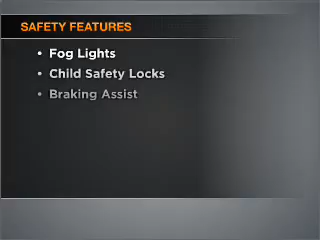 SAFETY FEATURES
• Fog Lights
• Child Safety Locks
• Braking Assist